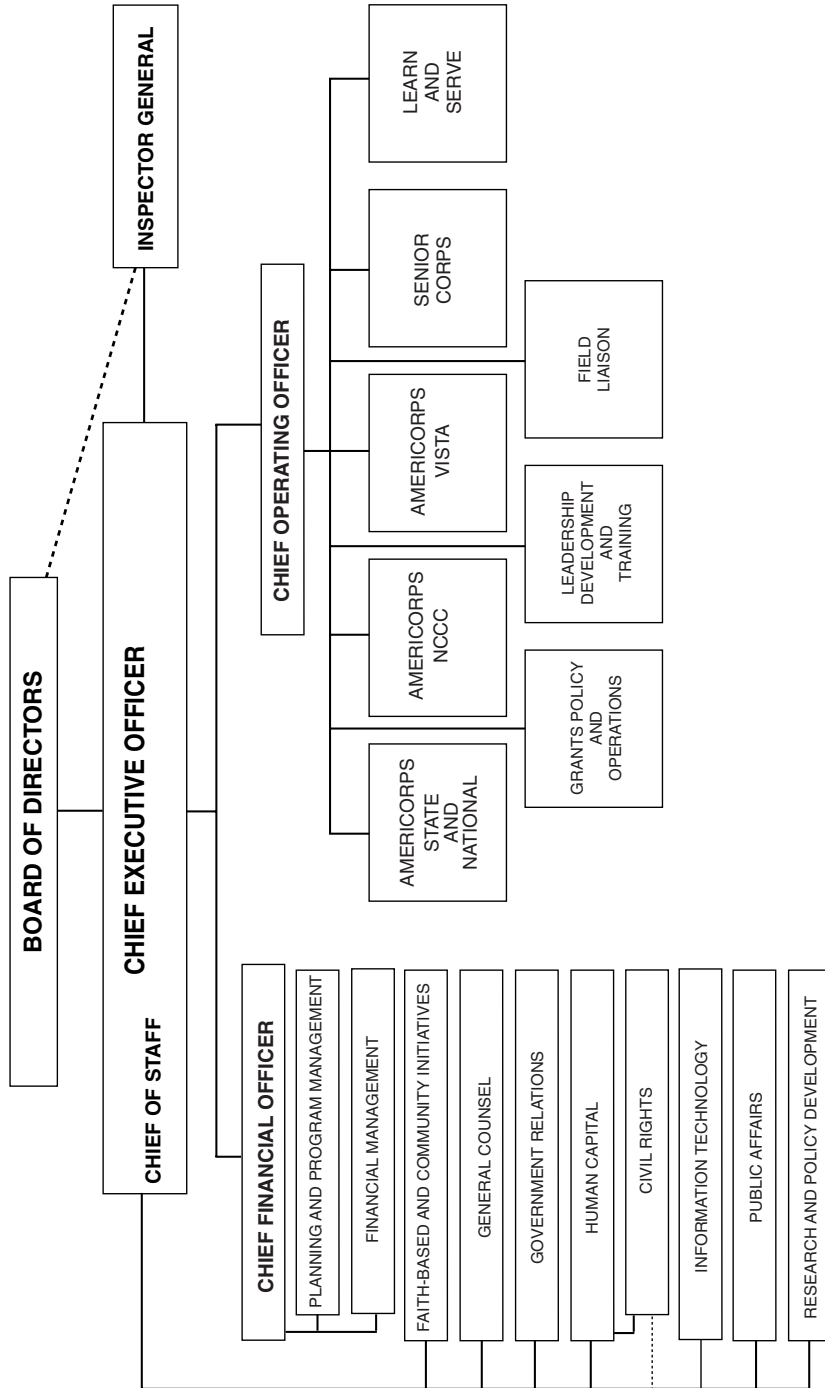 BOARD OF DIRECTORS
CHIEF EXECUTIVE OFFICER
CHIEF OF STAFF
INSPECTOR GENERAL
CHIEF FINANCIAL OFFICER
PLANNING AND PROGRAM MANAGEMENT
FINANCIAL MANAGEMENT
FAITH-BASED AND COMMUNITY INITIATIVES
GENERAL COUNSEL
GOVERNMENT RELATIONS
HUMAN CAPITAL
CIVIL RIGHTS
INFORMATION TECHNOLOGY
PUBLIC AFFAIRS
RESEARCH AND POLICY DEVELOPMENT
CHIEF OPERATING OFFICER
AMERICORPS
STATE
AND
NATIONAL
AMERICORPS
NCCC
AMERICORPS
VISTA
SENIOR
CORPS
LEARN
AND
SERVE
GRANTS POLICY
AND
OPERATIONS
LEADERSHIP
DEVELOPMENT
AND
TRAINING
FIELD
LIAISON